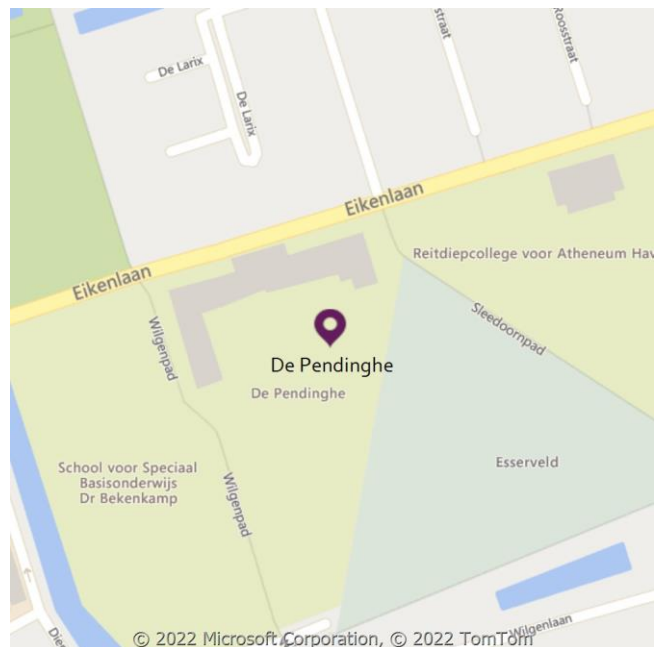 straat
Roosstraat
De Larix
De Larix
Eikenlaan
Reitdiepcollege voor Atheneum Hav
Eikenlaan
Sleedoornpad
Wilgenpad
De Pendinghe
De Pendinghe
School voor Speciaal
Basisonderwijs
Dr Bekenkamp
Esserveld
Wilgenpad
Wilgenlaan
© 2022 Microsoft Corporation, © 2022 TomTom